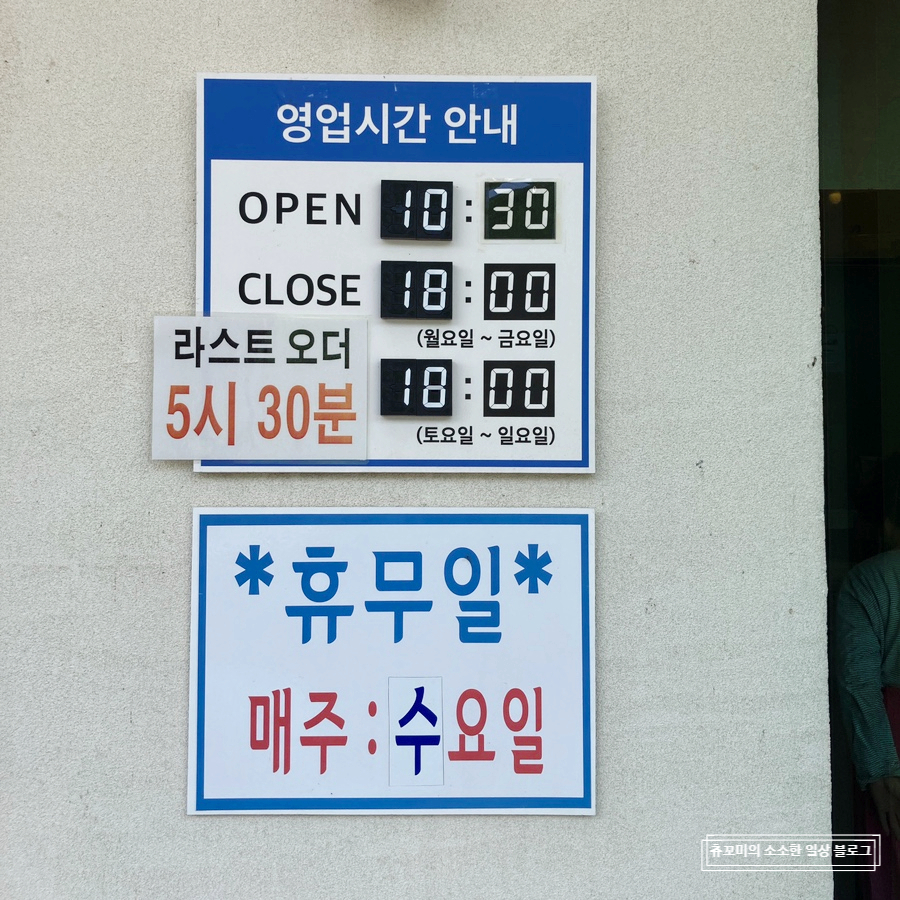 영업시간 안내
OPEN 10:30
CLOSE 18:00
(월요일 ~ 금요일)
18:00
(토요일 ~ 일요일)
라스트 오더
5시 30분
*휴무일*
매주:수요일
츄꼬미의 소소한 일상 블로그